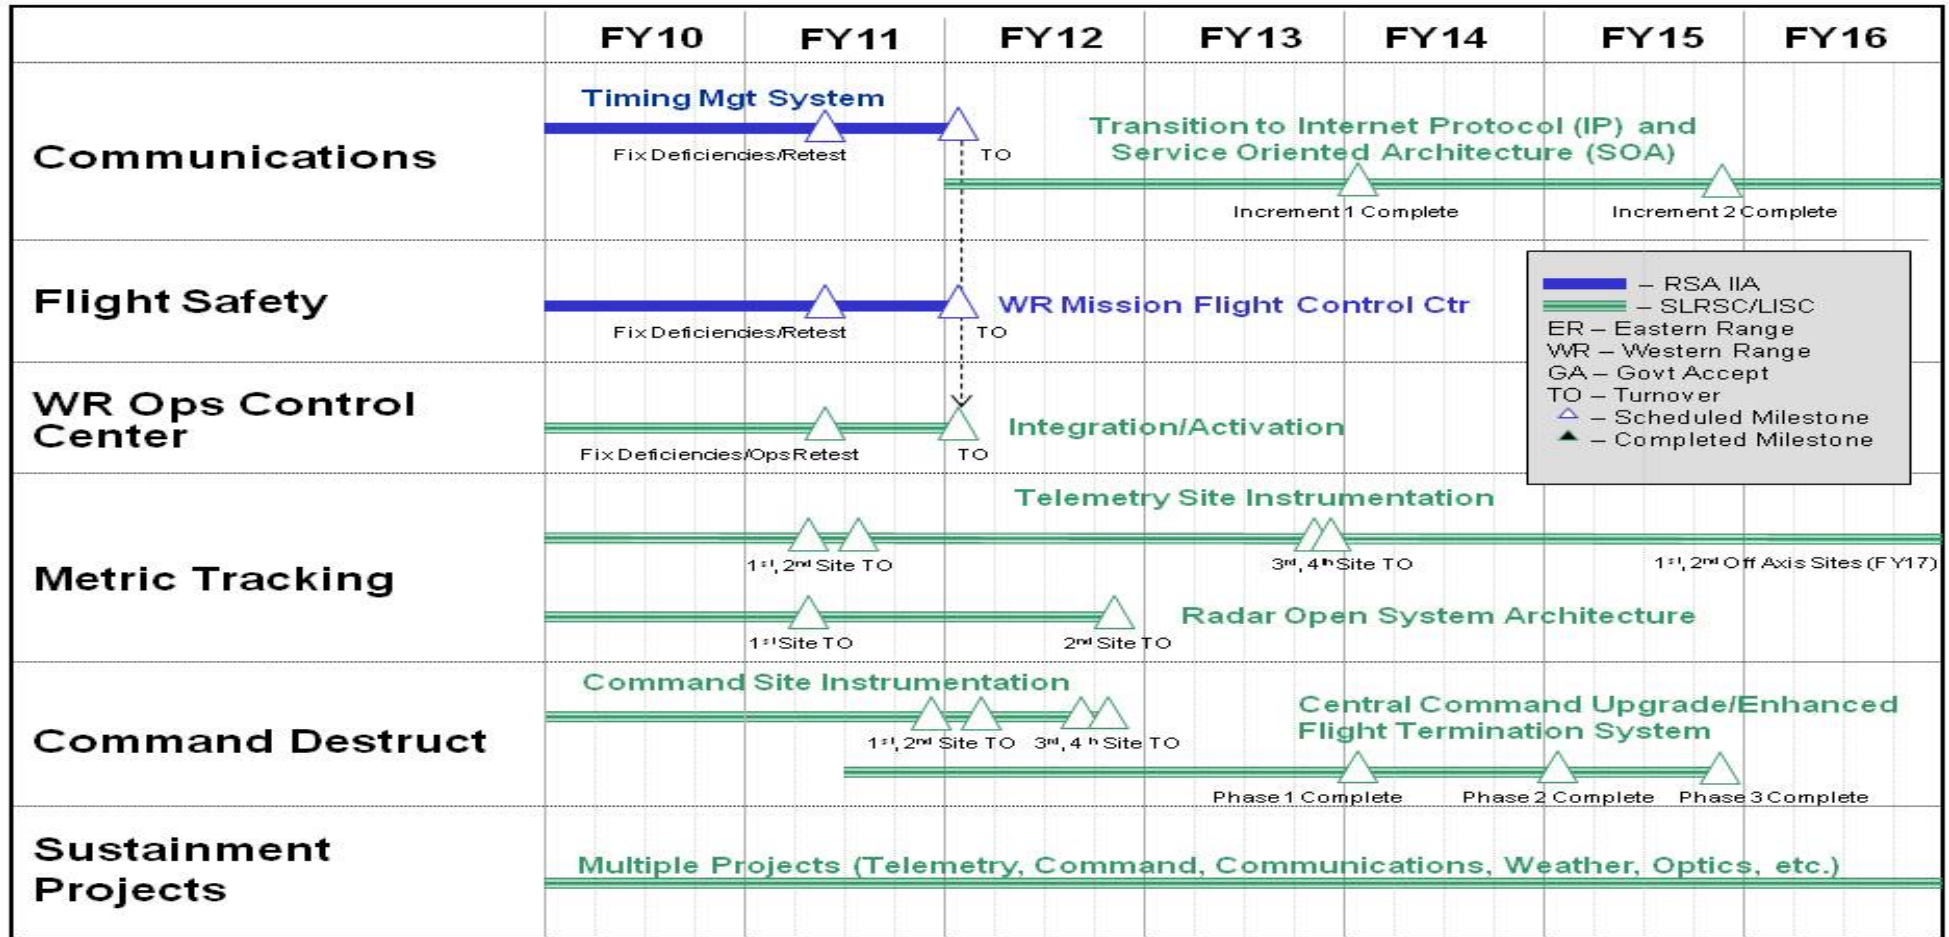 FY10 FY11 FY12 FY13 FY14 FY15 FY16
Communications
Timing Mgt System
Fix Deficiencies/Retest
TO
Transition to Internet Protocol (IP) and
Service Oriented Architecture (SOA)
Increment 1 Complete
Increment 2 Complete
Flight Safety
WR Mission Flight Control Ctr
Fix Deficiencies/Retest
TO
– RSA IIA
– SLRSC/LISC
ER – Eastern Range
WR – Western Range
GA – Govt Accept
TO – Turnover
– Scheduled Milestone
– Completed Milestone
WR Ops Control
Center
Integration/Activation
Fix Deficiencies/Ops Retest
TO
Metric Tracking
Telemetry Site Instrumentation
1st, 2nd Site TO
3rd, 4th Site TO
1st, 2nd Off Axis Sites (FY17)
Radar Open System Architecture
1st Site TO
2nd Site TO
Command Destruct
Command Site Instrumentation
1st, 2nd Site TO
3rd, 4th Site TO
Central Command Upgrade/Enhanced
Flight Termination System
Phase 1 Complete
Phase 2 Complete
Phase 3 Complete
Sustainment
Projects
Multiple Projects (Telemetry, Command, Communications, Weather, Optics, etc.)